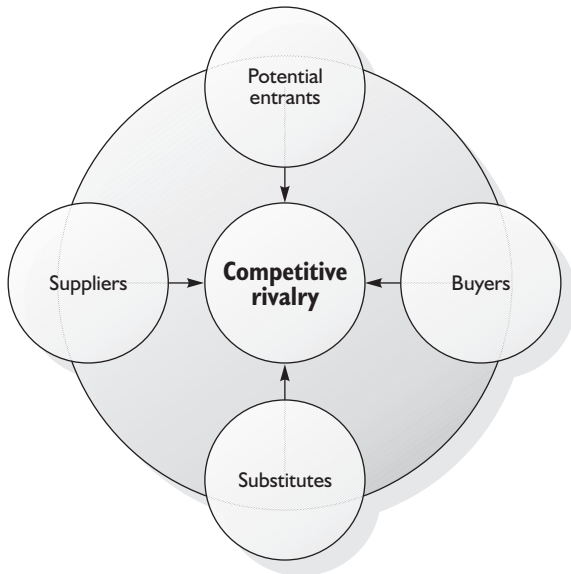 Potential
entrants
Suppliers
Competitive
rivalry
Buyers
Substitutes